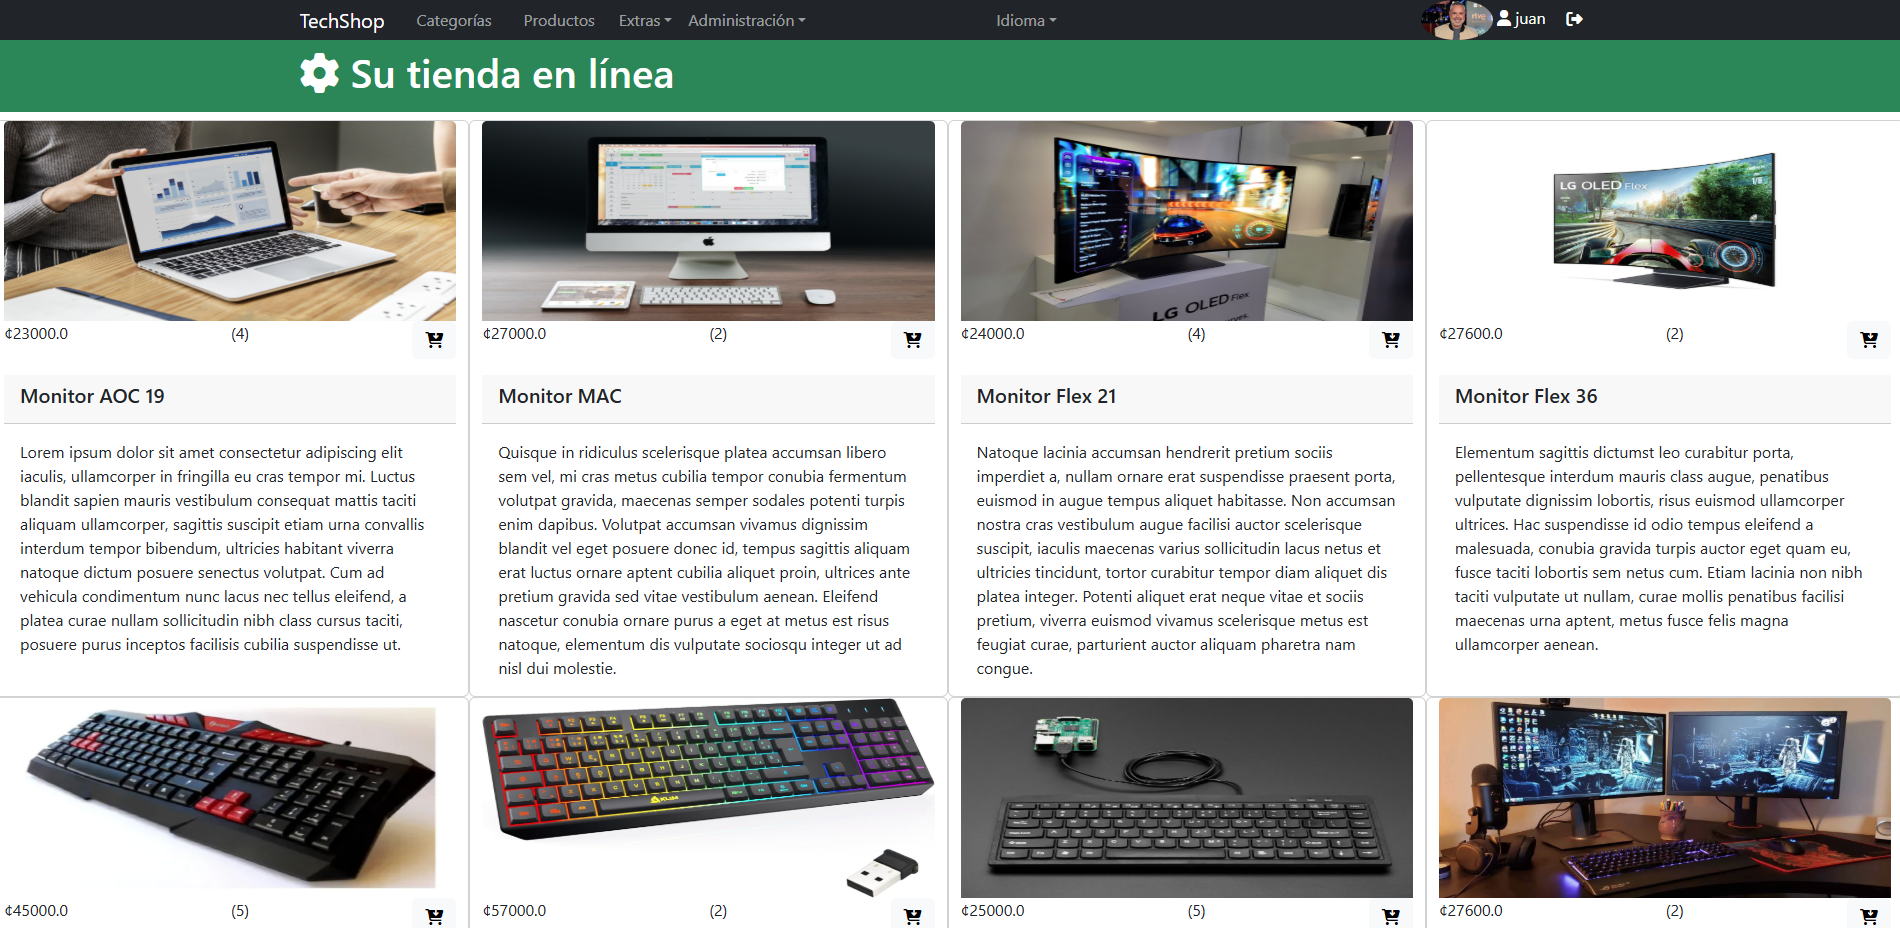 TechShop
Categorías
Productos
Extras
Administración
Idioma
rtve
juan
Su tienda en línea
LG OLED Flex
LG OLED Flex
¢23000.0
(4)
¢27000.0
(2)
¢24000.0
(4)
¢27600.0
(2)
Monitor AOC 19
Monitor MAC
Monitor Flex 21
Monitor Flex 36
Lorem ipsum dolor sit amet consectetur adipiscing elit
iaculis, ullamcorper in fringilla eu cras tempor mi. Luctus
blandit sapien mauris vestibulum consequat mattis taciti
aliquam ullamcorper, sagittis suscipit etiam urna convallis
interdum tempor bibendum, ultricies habitant viverra
natoque dictum posuere senectus volutpat. Cum ad
vehicula condimentum nunc lacus nec tellus eleifend, a
platea curae nullam sollicitudin nibh class cursus taciti,
posuere purus inceptos facilisis cubilia suspendisse ut.
Quisque in ridiculus scelerisque platea accumsan libero
sem vel, mi cras metus cubilia tempor conubia fermentum
volutpat gravida, maecenas semper sodales potenti turpis
enim dapibus. Volutpat accumsan vivamus dignissim
blandit vel eget posuere donec id, tempus sagittis aliquam
erat luctus ornare aptent cubilia aliquet proin, ultrices ante
pretium gravida sed vitae vestibulum aenean. Eleifend
nascetur conubia ornare purus a eget at metus est risus
natoque, elementum dis vulputate sociosqu integer ut ad
nisl dui molestie.
Natoque lacinia accumsan hendrerit pretium sociis
imperdiet a, nullam ornare erat suspendisse praesent porta,
euismod in augue tempus aliquet habitasse. Non accumsan
nostra cras vestibulum augue facilisi auctor scelerisque
suscipit, iaculis maecenas varius sollicitudin lacus netus et
ultricies tincidunt, tortor curabitur tempor diam aliquet dis
platea integer. Potenti aliquet erat neque vitae et sociis
pretium, viverra euismod vivamus scelerisque metus est
feugiat curae, parturient auctor aliquam pharetra nam
congue.
Elementum sagittis dictumst leo curabitur porta,
pellentesque interdum mauris class augue, penatibus
vulputate dignissim lobortis, risus euismod ullamcorper
ultrices. Hac suspendisse id odio tempus eleifend a
malesuada, conubia gravida turpis auctor eget quam eu,
fusce taciti lobortis sem netus cum. Etiam lacinia non nibh
taciti vulputate ut nullam, curae mollis penatibus facilisi
maecenas urna aptent, metus fusce felis magna
ullamcorper aenean.
KLIM
¢45000.0
(5)
¢57000.0
(2)
¢25000.0
(5)
¢27600.0
(2)